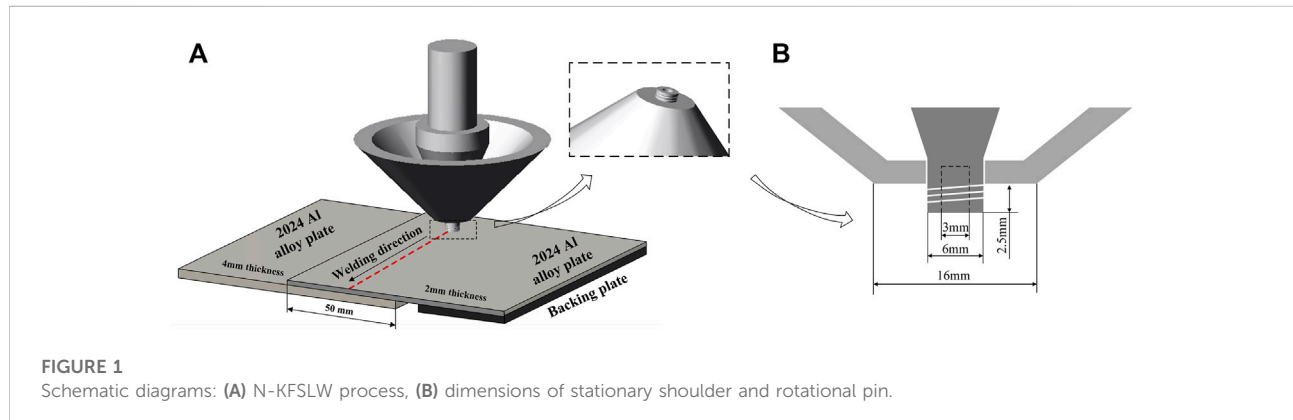 A
2024 Al
alloy plate
4mm thickness
Welding direction
2024 Al
alloy plate
2mm thickness
Backing plate
50 mm
B
3mm
6mm
2.5mm
16mm
FIGURE 1
Schematic diagrams: (A) N-KFSLW process, (B) dimensions of stationary shoulder and rotational pin.